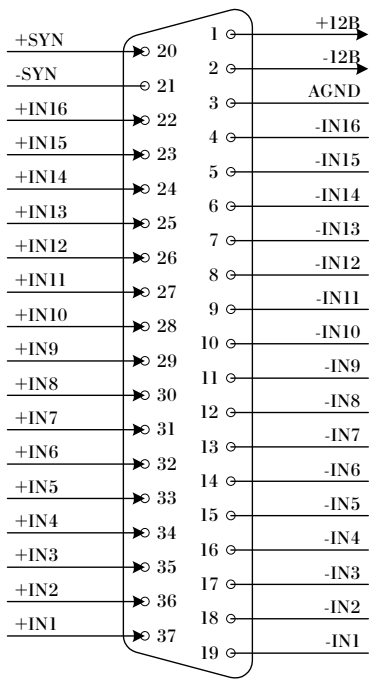 +12B
1
+SYN
20
-12B
2
-SYN
21
AGND
3
+IN16
22
-IN16
4
+IN15
23
-IN15
5
+IN14
24
-IN14
6
+IN13
25
-IN13
7
+IN12
26
-IN12
8
+IN11
27
-IN11
9
+IN10
28
-IN10
10
+IN9
29
-IN9
11
+IN8
30
-IN8
12
+IN7
31
-IN7
13
+IN6
32
-IN6
14
+IN5
33
-IN5
15
+IN4
34
-IN4
16
+IN3
35
-IN3
17
+IN2
36
-IN2
18
+IN1
37
-IN1
19